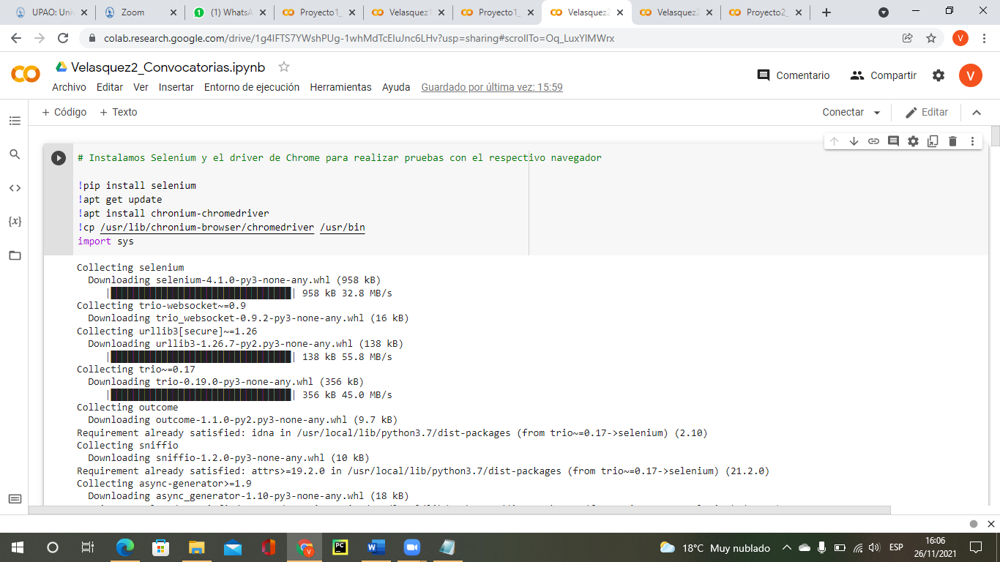 UPAO: Uni
Zoom
(1) WhatsA
Proyecto1_
Velasquez1
Proyecto1_
Velasquez2
Velasquez2
Proyecto2_
colab.research.google.com/drive/1g4lFTS7YWshPUg-1whMdTcEIuJnc6LHv?usp=sharing#scrollTo=Oq_LuxYIMWrx
V
Velasquez2_Convocatorias.ipynb
Archivo Editar Ver Insertar Entorno de ejecución Herramientas Ayuda Guardado por última vez: 15:59
Comentario Compartir V
+ Código + Texto
Conectar Editar
# Instalamos Selenium y el driver de Chrome para realizar pruebas con el respectivo navegador
!pip install selenium
!apt get update
!apt install chronium-chromedriver
!cp /usr/lib/chronium-browser/chromedriver /usr/bin
import sys
Collecting selenium
Downloading selenium-4.1.0-py3-none-any.whl (958 kB)
| 958 kB 32.8 MB/s
Collecting trio-websocket~=0.9
Downloading trio_websocket-0.9.2-py3-none-any.whl (16 kB)
Collecting urllib3[secure]~=1.26
Downloading urllib3-1.26.7-py2.py3-none-any.whl (138 kB)
| 138 kB 55.8 MB/s
Collecting trio~=0.17
Downloading trio-0.19.0-py3-none-any.whl (356 kB)
| 356 kB 45.0 MB/s
Collecting outcome
Downloading outcome-1.1.0-py2.py3-none-any.whl (9.7 kB)
Requirement already satisfied: idna in /usr/local/lib/python3.7/dist-packages (from trio~=0.17->selenium) (2.10)
Collecting sniffio
Downloading sniffio-1.2.0-py3-none-any.whl (10 kB)
Requirement already satisfied: attrs>=19.2.0 in /usr/local/lib/python3.7/dist-packages (from trio~=0.17->selenium) (21.2.0)
Collecting async-generator>=1.9
Downloading async_generator-1.10-py3-none-any.whl (18 kB)
18°C Muy nublado
ESP
16:06
26/11/2021